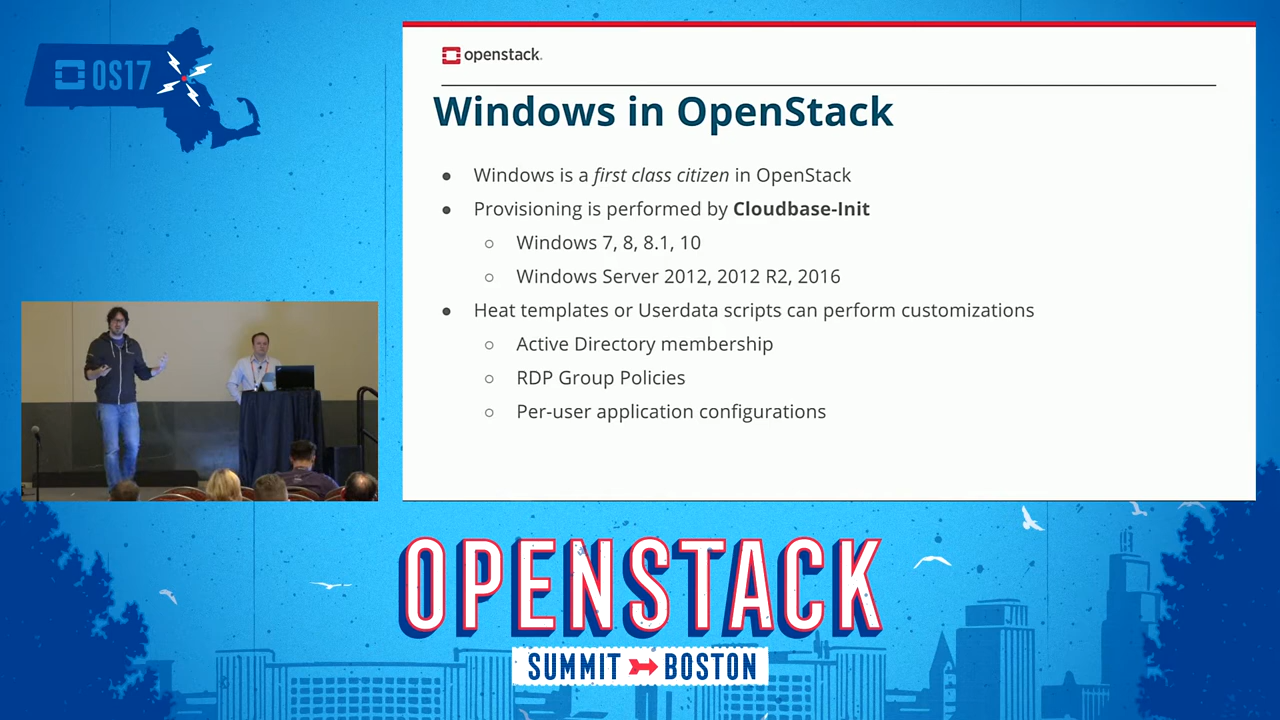 OS17
openstack.
Windows in OpenStack
● Windows is a first class citizen in OpenStack
● Provisioning is performed by Cloudbase-Init
○ Windows 7, 8, 8.1, 10
○ Windows Server 2012, 2012 R2, 2016
● Heat templates or Userdata scripts can perform customizations
○ Active Directory membership
○ RDP Group Policies
○ Per-user application configurations
OPENSTACK
SUMMIT BOSTON